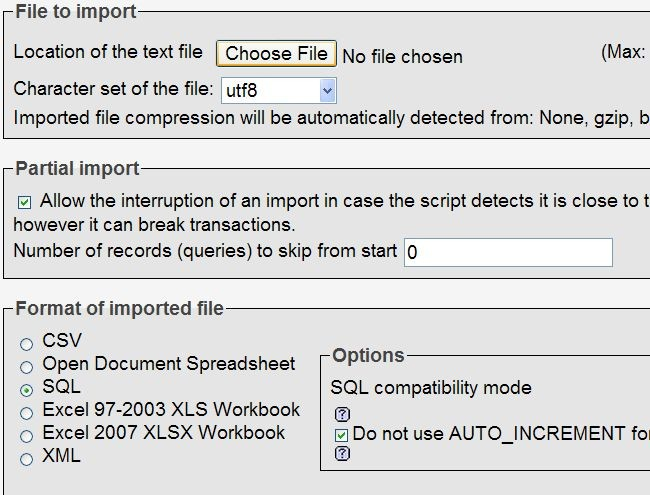 File to import
Location of the text file Choose File No file chosen (Max:
Character set of the file: utf8
Imported file compression will be automatically detected from: None, gzip, b
Partial import
Allow the interruption of an import in case the script detects it is close to t
however it can break transactions.
Number of records (queries) to skip from start 0
Format of imported file
CSV
Open Document Spreadsheet
SQL
Excel 97-2003 XLS Workbook
Excel 2007 XLSX Workbook
XML
Options
SQL compatibility mode
?
Do not use AUTO_INCREMENT for
?